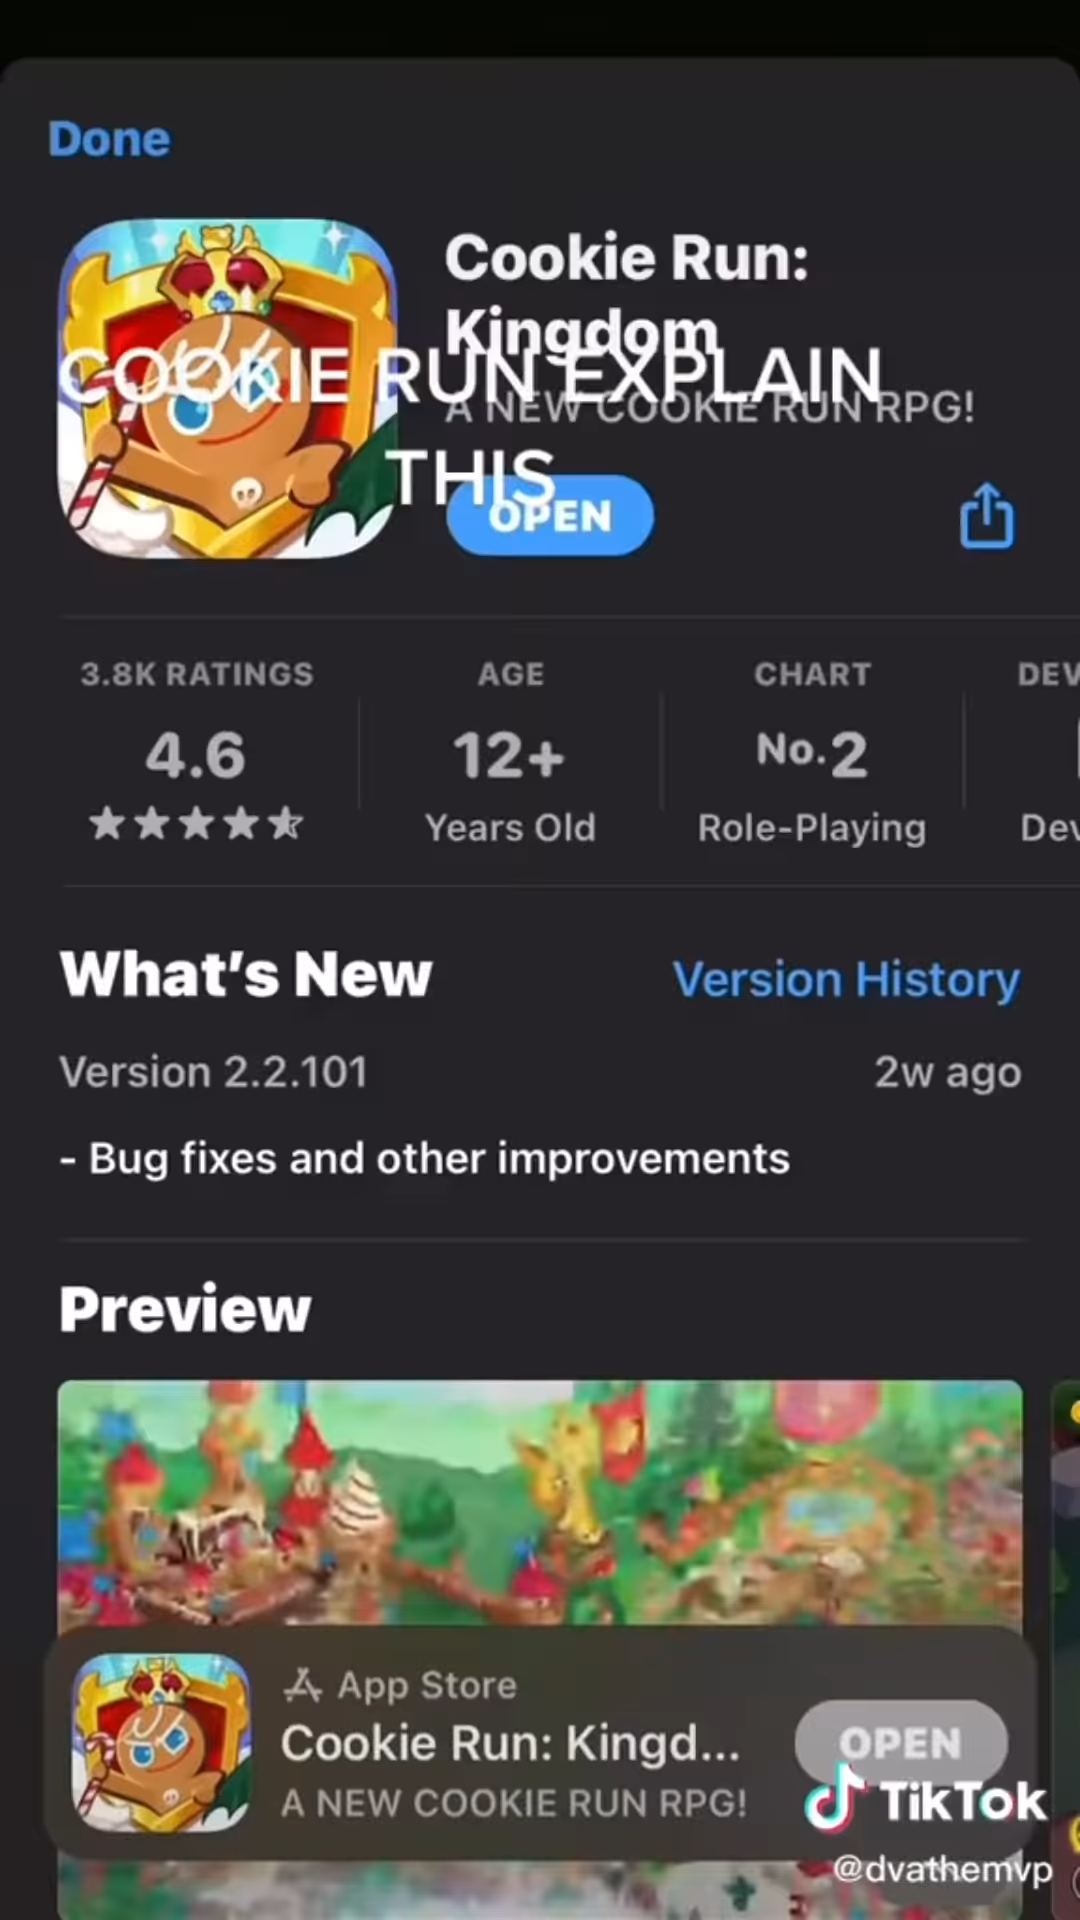 Done
Cookie Run:
Kingdom
COOKIE RUN EXPLAIN
A NEW COOKIE RUN RPG!
THIS
OPEN
3.8K RATINGS AGE CHART DEV
4.6 12+ No.2
Years Old Role-Playing Dev
What's New Version History
Version 2.2.101 2w ago
- Bug fixes and other improvements
Preview
App Store
Cookie Run: Kingd...
OPEN
A NEW COOKIE RUN RPG!
TikTok
@dvathemvp